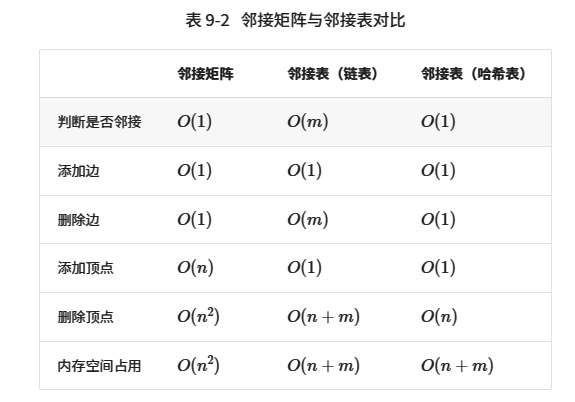 表 9-2 邻接矩阵与邻接表对比
邻接矩阵 邻接表（链表） 邻接表（哈希表）
判断是否邻接 O(1) O(m) O(1)
添加边 O(1) O(1) O(1)
删除边 O(1) O(m) O(1)
添加顶点 O(n) O(1) O(1)
删除顶点 O(n²) O(n + m) O(n)
内存空间占用 O(n²) O(n + m) O(n + m)